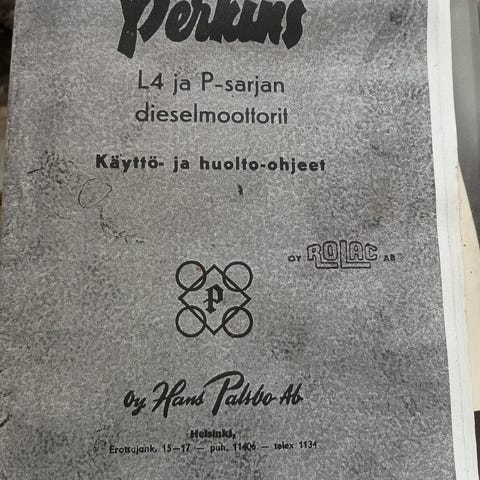 Perkins
L4 ja P-sarjan
dieselmoottorit
Käyttö- ja huolto-ohjeet
OY ROLAC AB
P
Oy Hans Palsbo Ab
Helsinki,
Erottajank. 15-17 — puh. 11406 — telex 1134